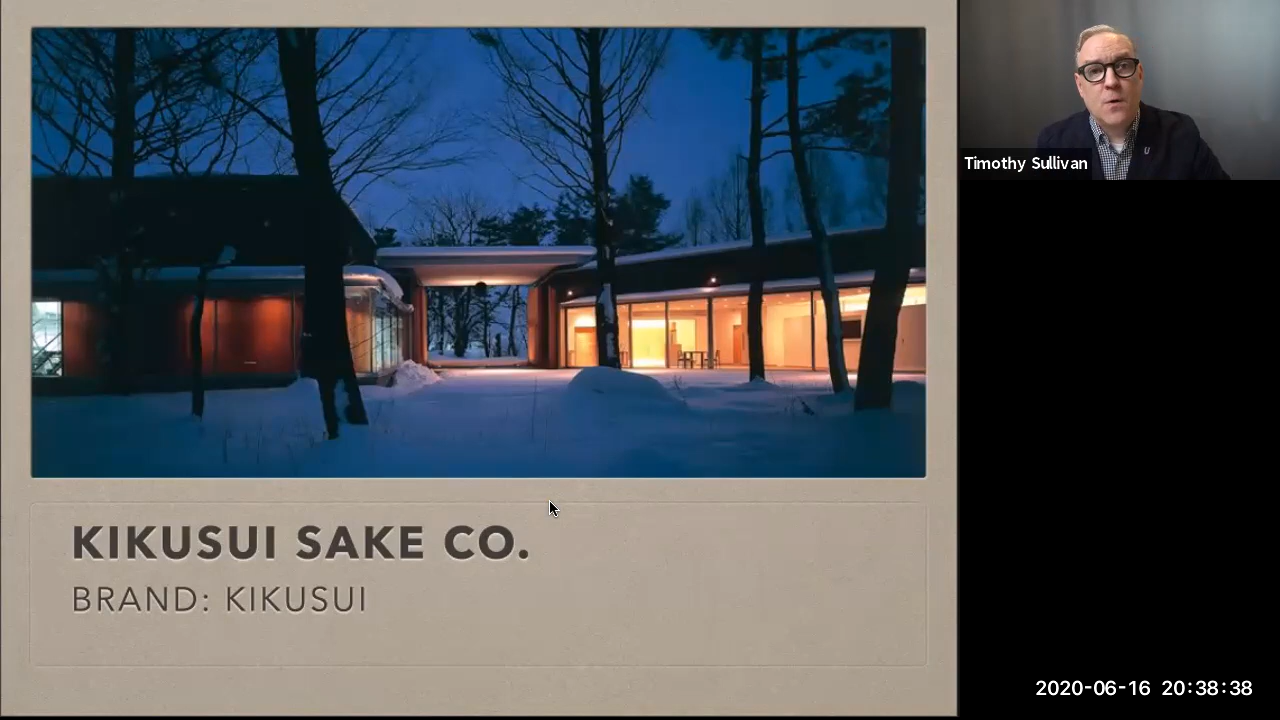 KIKUSUI SAKE CO.
BRAND: KIKUSUI
Timothy Sullivan
2020-06-16 20:38:38